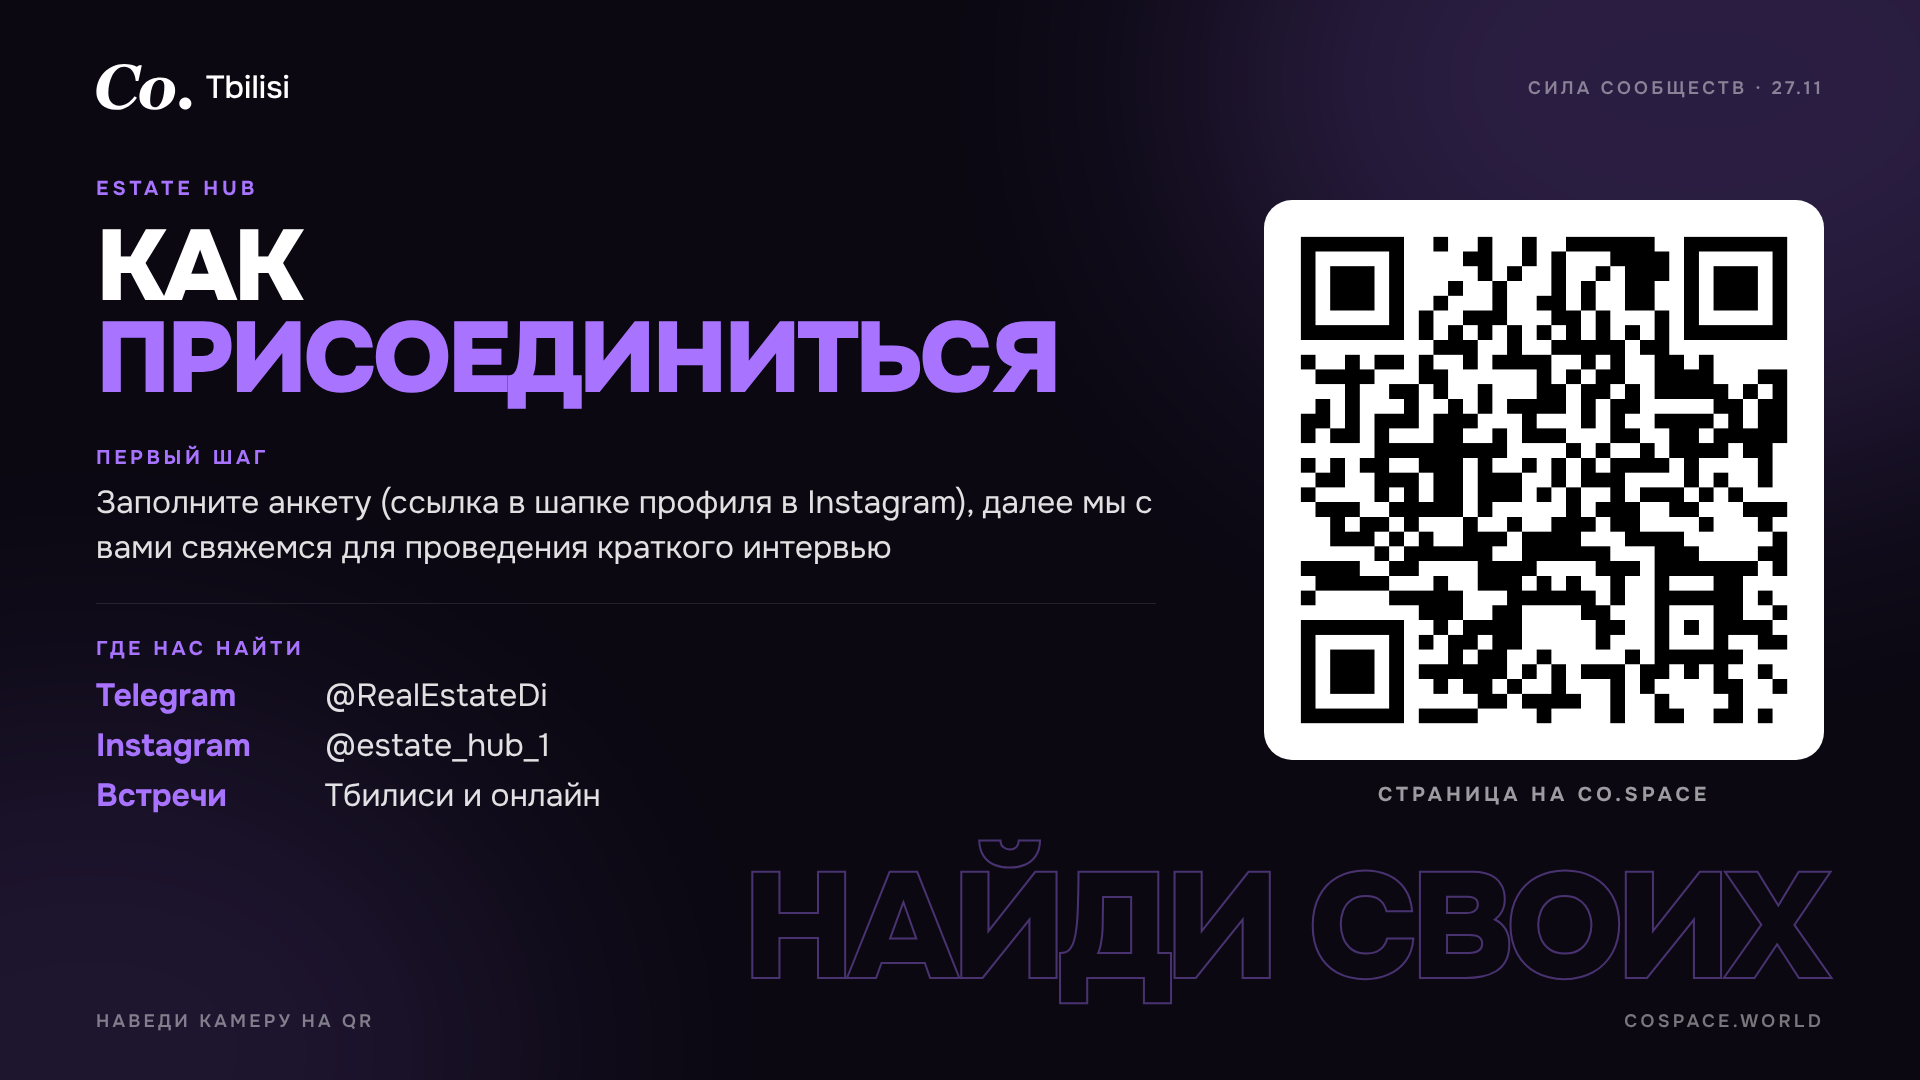 Co. Tbilisi
СИЛА СООБЩЕСТВ · 27.11
ESTATE HUB
КАК
ПРИСОЕДИНИТЬСЯ
ПЕРВЫЙ ШАГ
Заполните анкету (ссылка в шапке профиля в Instagram), далее мы с
вами свяжемся для проведения краткого интервью
ГДЕ НАС НАЙТИ
Telegram @RealEstateDi
Instagram @estate_hub_1
Встречи Тбилиси и онлайн
СТРАНИЦА НА CO.SPACE
НАЙДИ СВОИХ
НАВЕДИ КАМЕРУ НА QR
COSPACE.WORLD